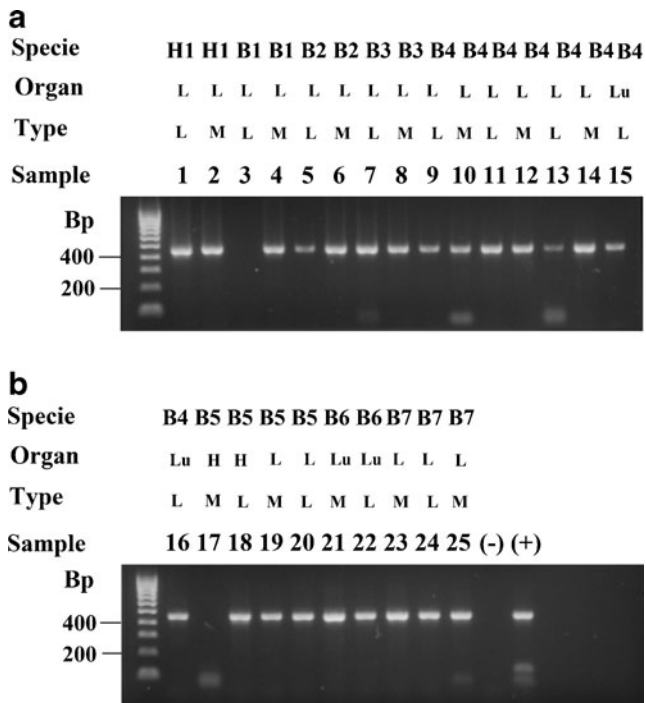 a
Specie H1 H1 B1 B1 B2 B2 B3 B3 B4 B4 B4 B4 B4 B4 B4
Organ L L L L L L L L L L L L L L Lu
Type L M L M L M L M L M L M L M L
Sample 1 2 3 4 5 6 7 8 9 10 11 12 13 14 15
Bp
400
200
b
Specie B4 B5 B5 B5 B5 B6 B6 B7 B7 B7
Organ Lu H H L L Lu Lu L L L
Type L M L M L M L M L M
Sample 16 17 18 19 20 21 22 23 24 25 (-) (+)
Bp
400
200